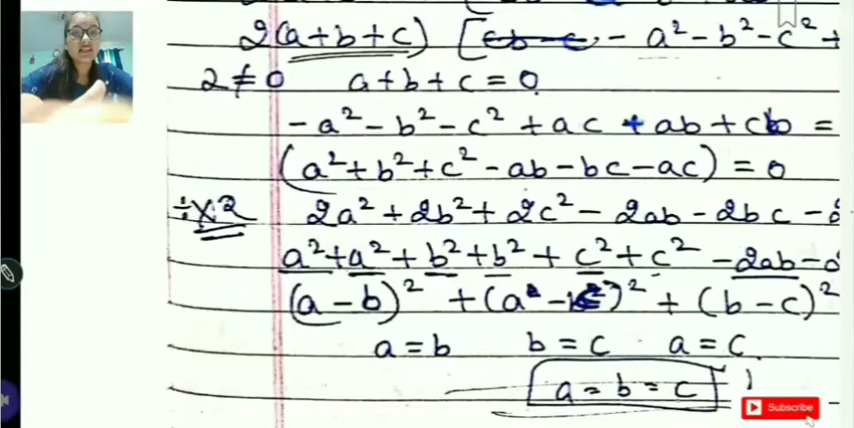 2(a+b+c) [ - a² - b² - c² +
2 ≠ 0 a + b + c = 0
- a² - b² - c² + ac + ab + cb =
(a² + b² + c² - ab - bc - ac) = 0
÷×2 2a² + 2b² + 2c² - 2ab - 2bc -
a² + a² + b² + b² + c² + c² - 2ab -
(a - b)² + (a - c)² + (b - c)²
a = b b = c a = c
a = b = c
Subscribe